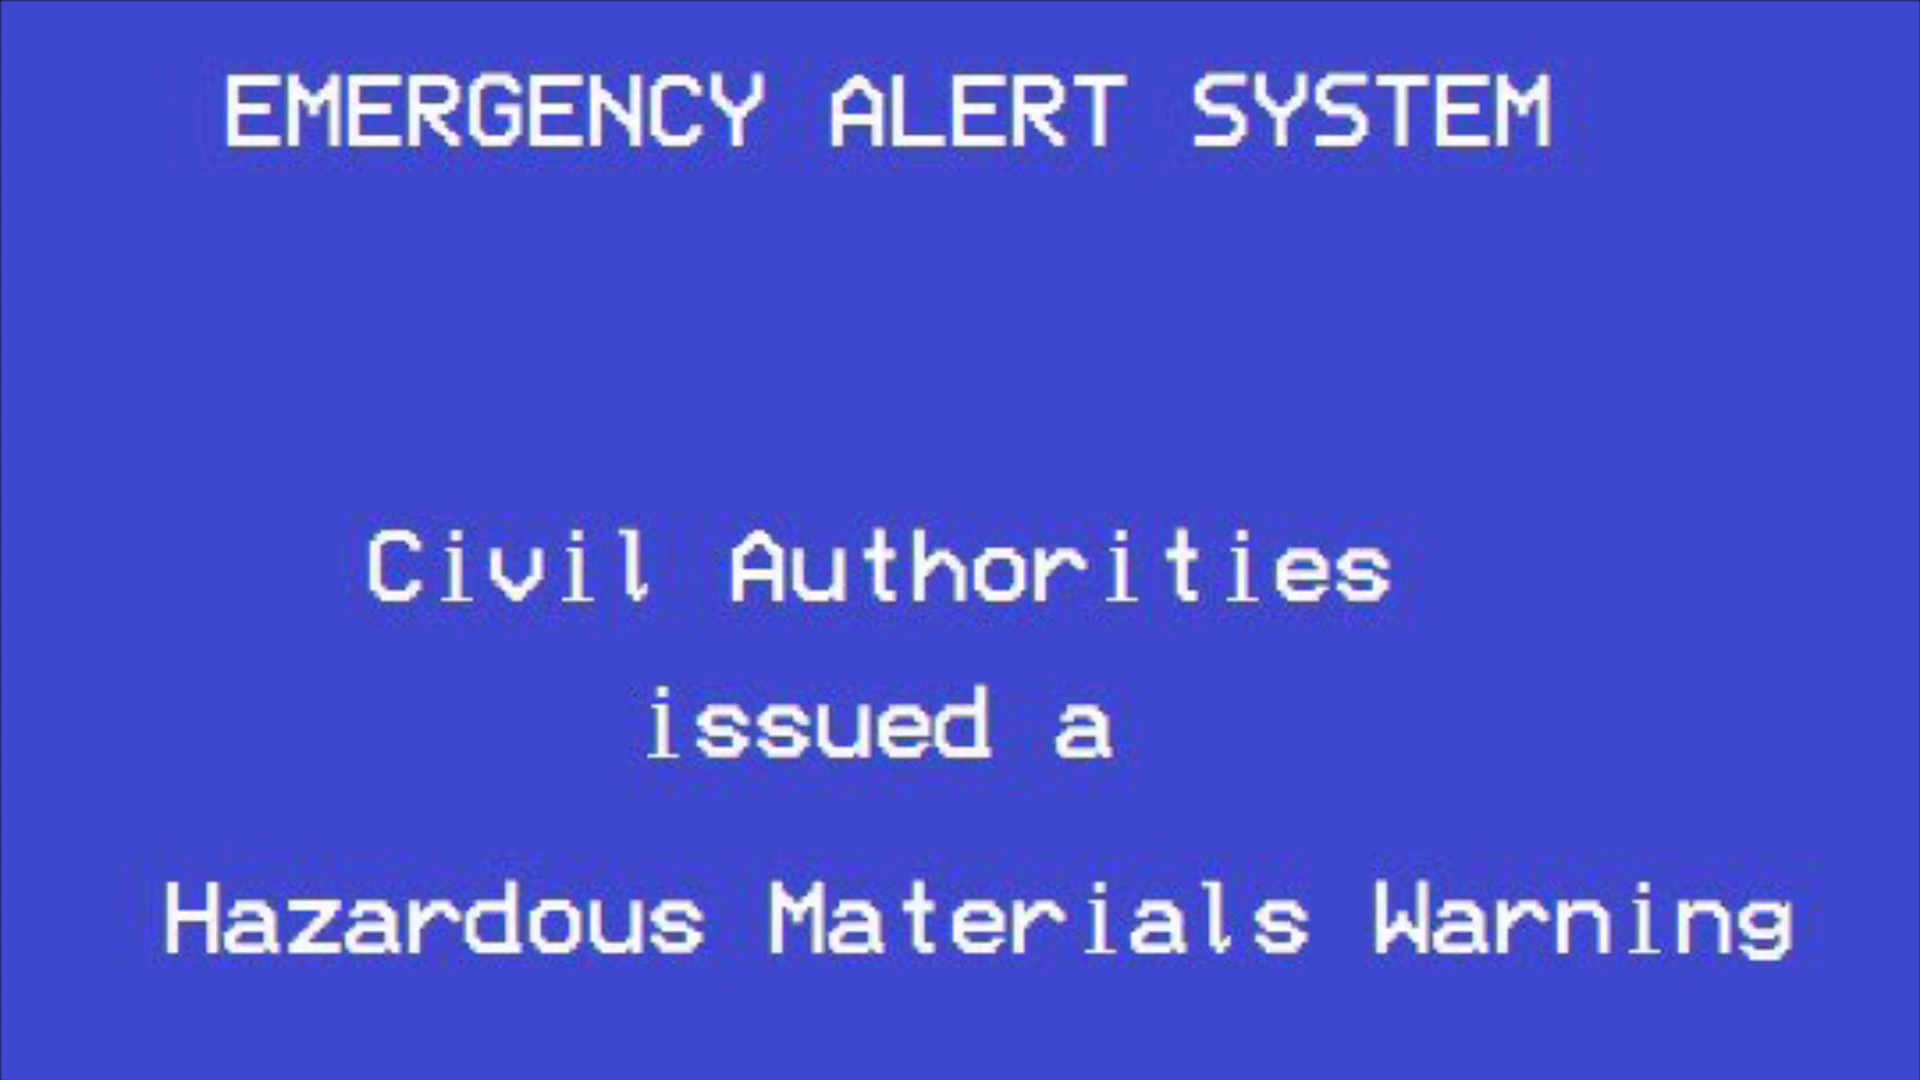 EMERGENCY ALERT SYSTEM
Civil Authorities
issued a
Hazardous Materials Warning